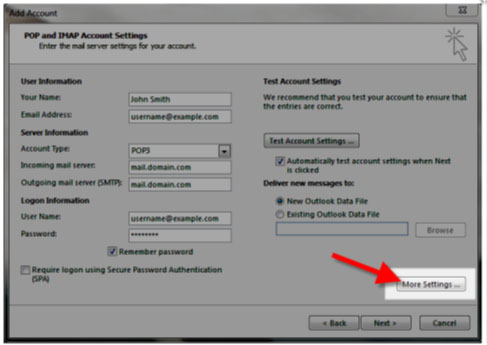 Add Account
POP and IMAP Account Settings
Enter the mail server settings for your account.
User Information
Your Name:
John Smith
Email Address:
username@example.com
Server Information
Account Type:
POP3
Incoming mail server:
mail.domain.com
Outgoing mail server (SMTP):
mail.domain.com
Logon Information
User Name:
username@example.com
Password:
********
Remember password
Require logon using Secure Password Authentication
(SPA)
Test Account Settings
We recommend that you test your account to ensure that
the entries are correct.
Test Account Settings ...
Automatically test account settings when Next
is clicked
Deliver new messages to:
New Outlook Data File
Existing Outlook Data File
Browse
More Settings ...
< Back
Next >
Cancel